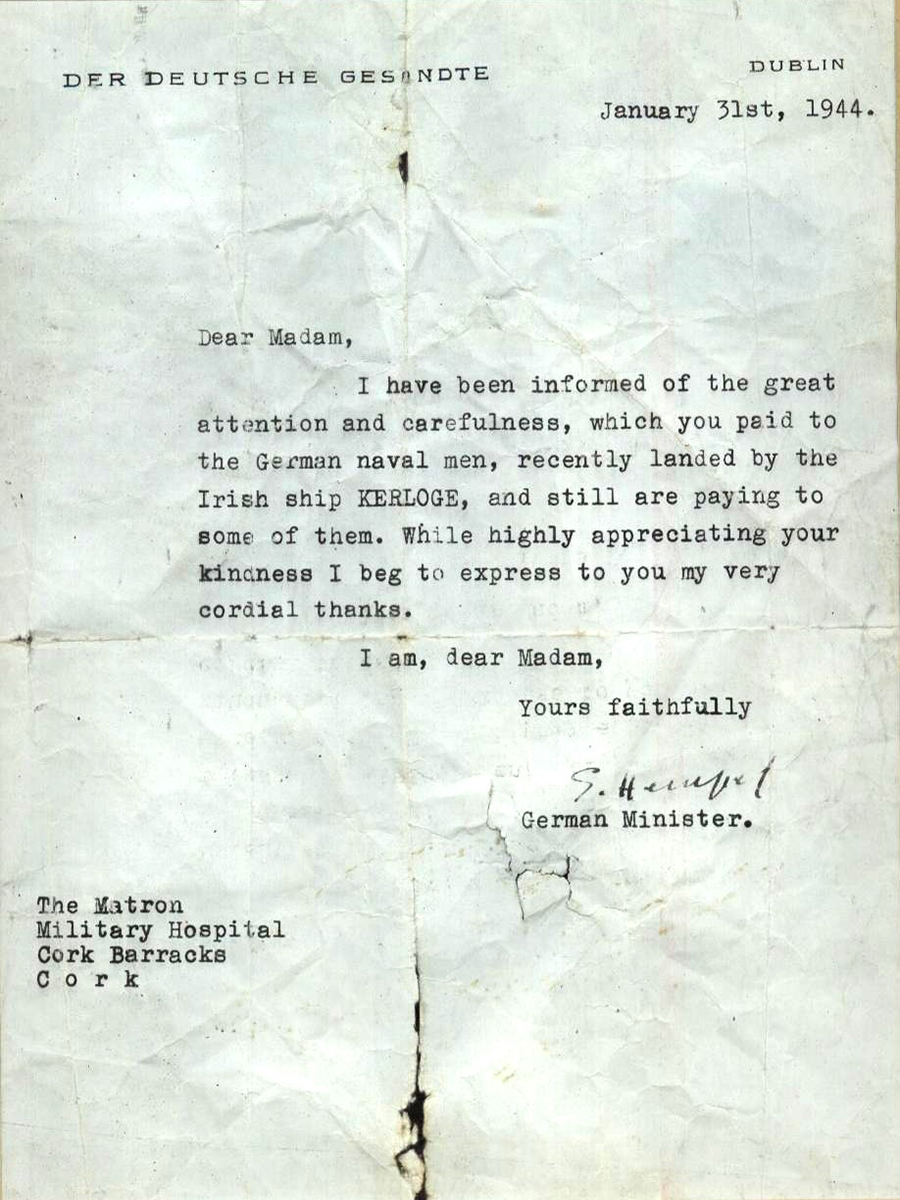 DER DEUTSCHE GESANDTE
DUBLIN
January 31st, 1944.
Dear Madam,
I have been informed of the great
attention and carefulness, which you paid to
the German naval men, recently landed by the
Irish ship KERLOGE, and still are paying to
some of them. While highly appreciating your
kindness I beg to express to you my very
cordial thanks.
I am, dear Madam,
Yours faithfully
E. Hempel
German Minister.
The Matron
Military Hospital
Cork Barracks
C o r k